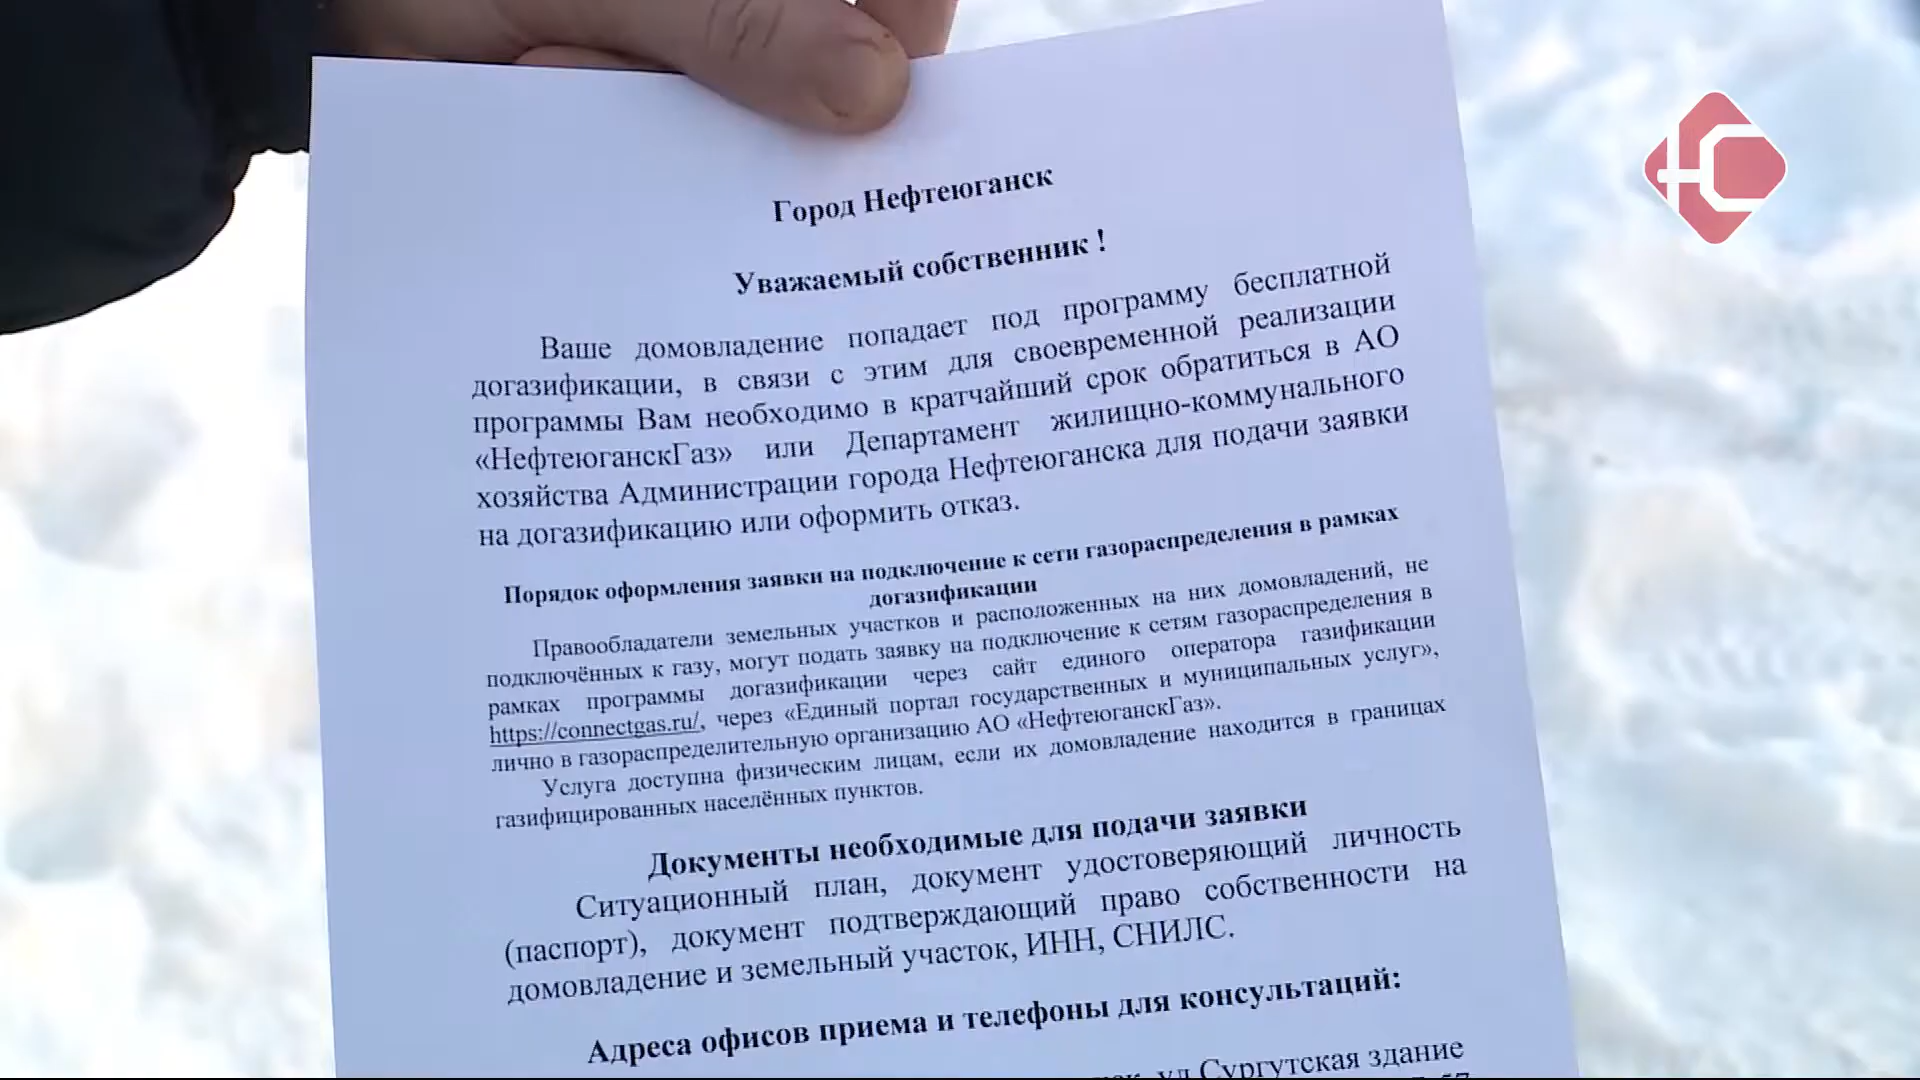 Город Нефтеюганск
Уважаемый собственник !
Ваше домовладение попадает под программу бесплатной
догазификации, в связи с этим для своевременной реализации
программы Вам необходимо в кратчайший срок обратиться в АО
«НефтеюганскГаз» или Департамент жилищно-коммунального
хозяйства Администрации города Нефтеюганска для подачи заявки
на догазификацию или оформить отказ.
Порядок оформления заявки на подключение к сети газораспределения в рамках
догазификации
Правообладатели земельных участков и расположенных на них домовладений, не
подключённых к газу, могут подать заявку на подключение к сетям газораспределения в
рамках программы догазификации через сайт единого оператора газификации
https://connectgas.ru/, через «Единый портал государственных и муниципальных услуг»,
лично в газораспределительную организацию АО «НефтеюганскГаз».
Услуга доступна физическим лицам, если их домовладение находится в границах
газифицированных населённых пунктов.
Документы необходимые для подачи заявки
Ситуационный план, документ удостоверяющий личность
(паспорт), документ подтверждающий право собственности на
домовладение и земельный участок, ИНН, СНИЛС.
Адреса офисов приема и телефоны для консультаций:
ул Сургутская здание